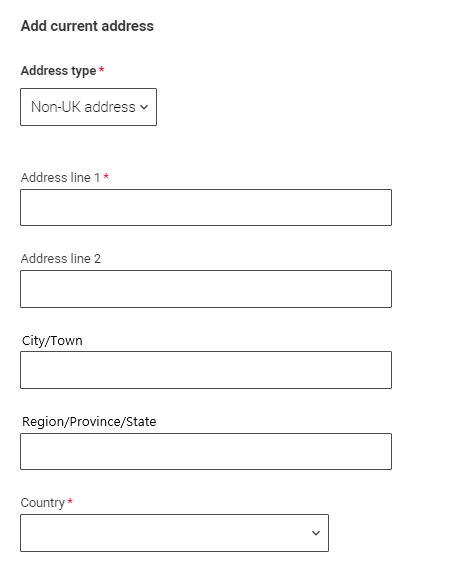 Add current address
Address type *
Non-UK address
Address line 1 *
Address line 2
City/Town
Region/Province/State
Country *